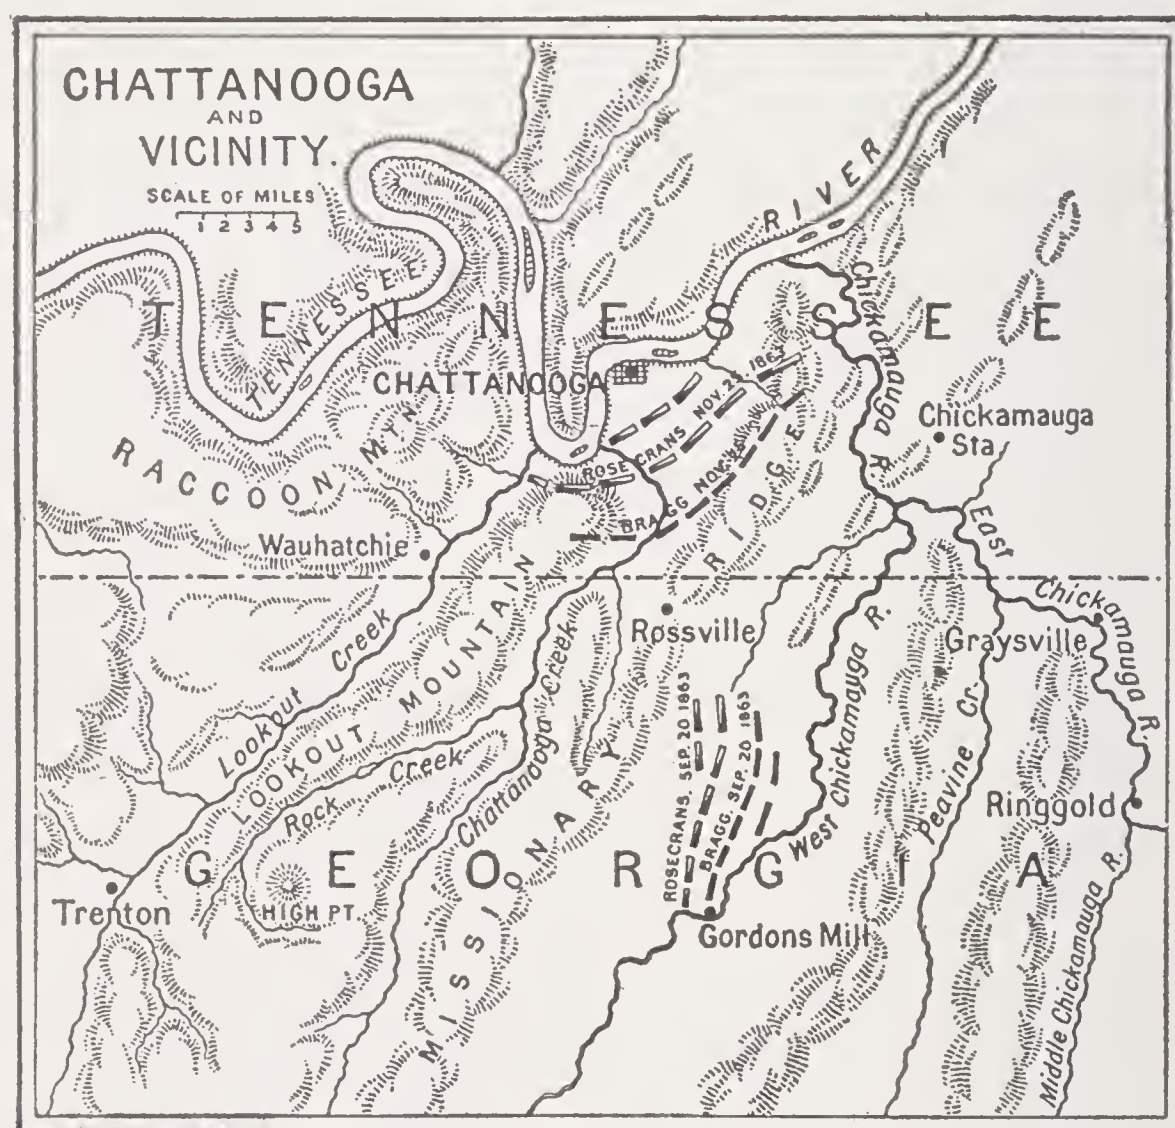 CHATTANOOGA
AND
VICINITY.
SCALE OF MILES
1 2 3 4 5
TENNESSEE
RIVER
TENNESSEE
CHATTANOOGA
Chickamauga R.
Chickamauga
Sta.
RACCOON MTN.
ROSECRANS NOV. 25 1863
BRAGG NOV. 25
Wauhatchie
East
Chickamauga R.
Lookout Creek
LOOKOUT MOUNTAIN
Rossville
Graysville
West Chickamauga R.
Peavine Cr.
Chattanooga Creek
Rock Creek
MISSIONARY RIDGE
ROSECRANS. SEP. 20 1863
BRAGG. SEP. 20 1863
Ringgold
GEORGIA
HIGH PT.
Trenton
Gordons Mill
Middle Chickamauga R.